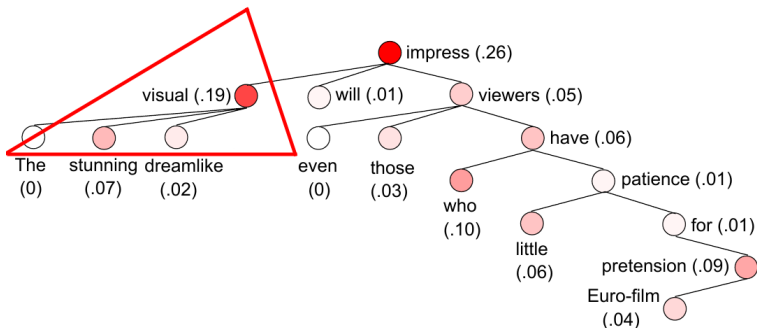 impress (.26)
visual (.19)
will (.01)
viewers (.05)
The
(0)
stunning
(.07)
dreamlike
(.02)
even
(0)
those
(.03)
have (.06)
who
(.10)
patience (.01)
little
(.06)
for (.01)
pretension (.09)
Euro-film
(.04)